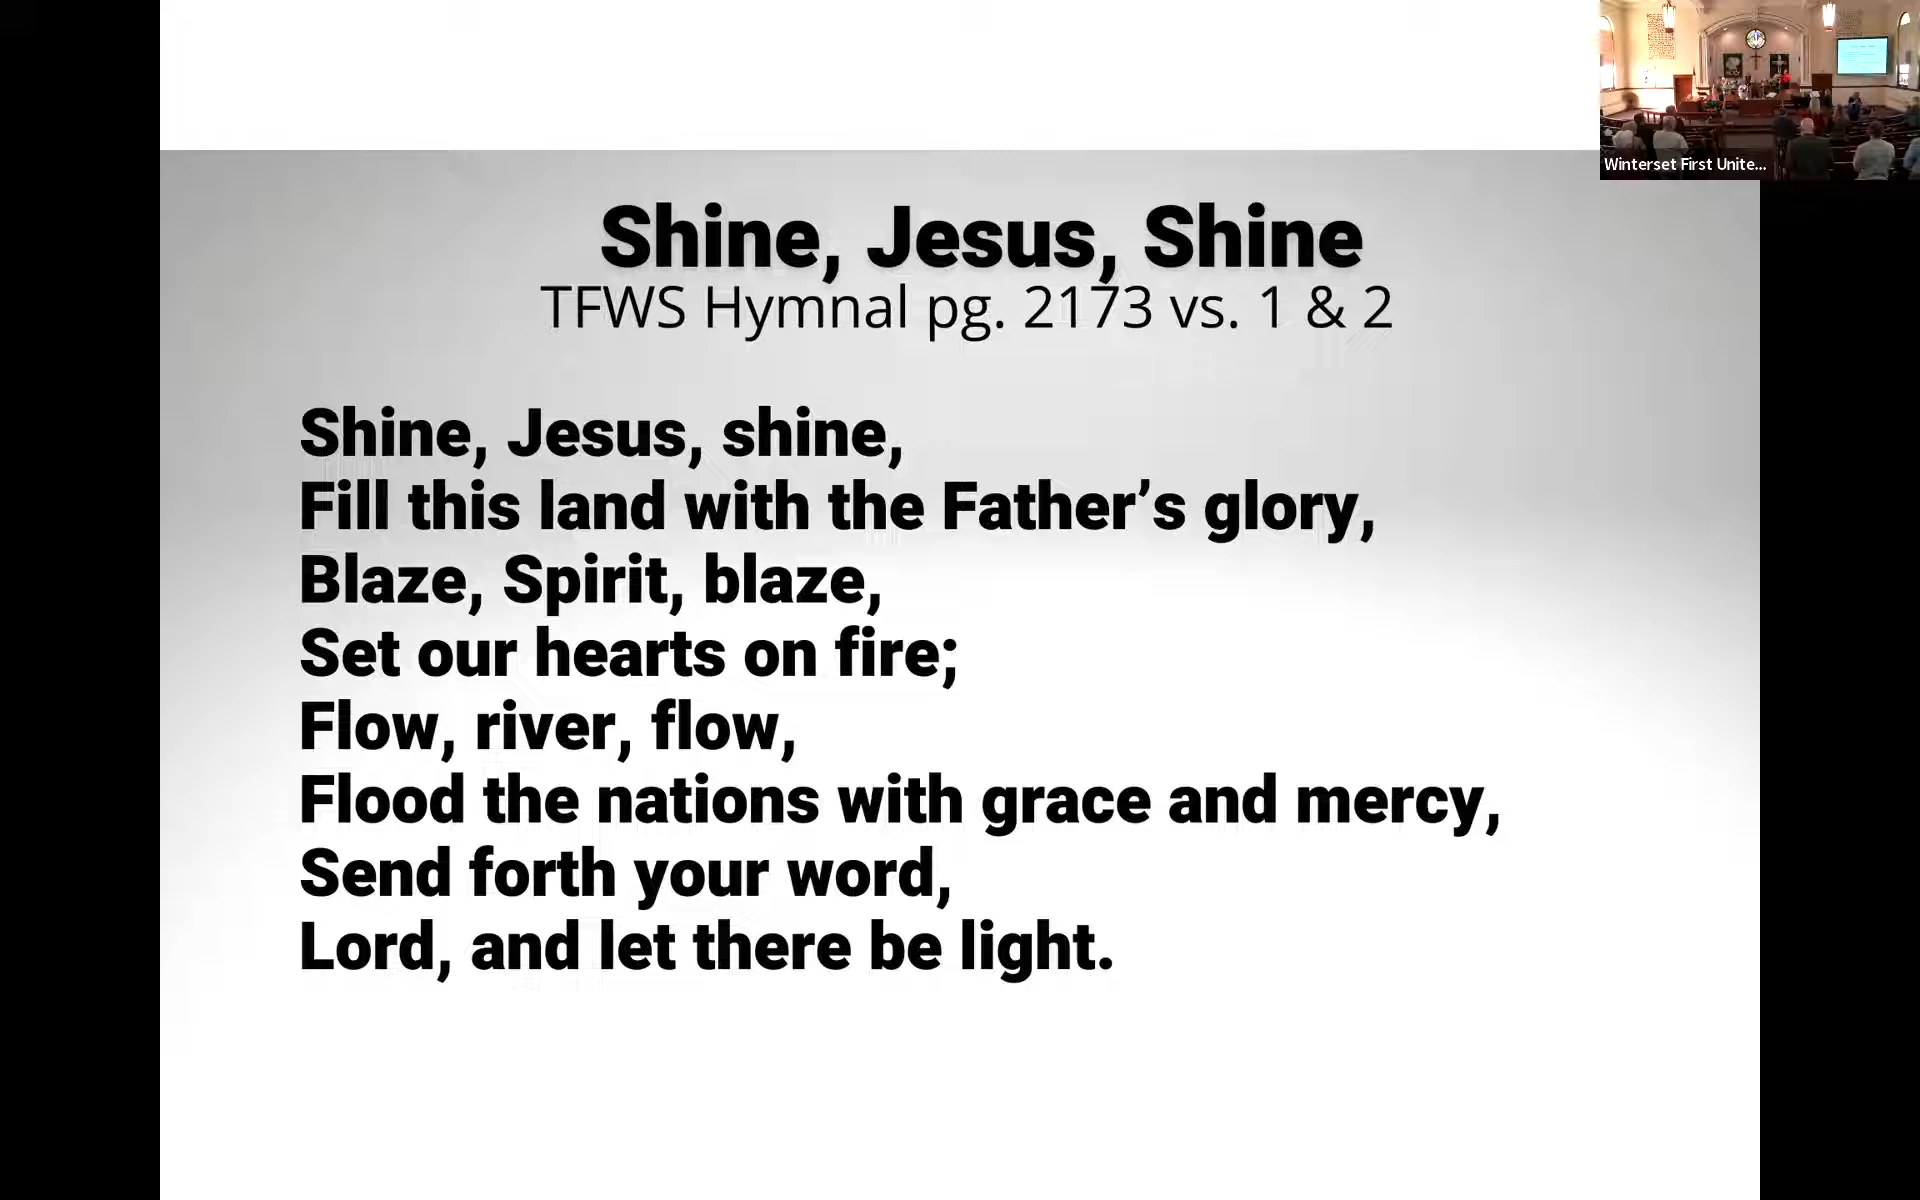 Winterset First Unite...
Shine, Jesus, Shine
TFWS Hymnal pg. 2173 vs. 1 & 2
Shine, Jesus, shine,
Fill this land with the Father’s glory,
Blaze, Spirit, blaze,
Set our hearts on fire;
Flow, river, flow,
Flood the nations with grace and mercy,
Send forth your word,
Lord, and let there be light.